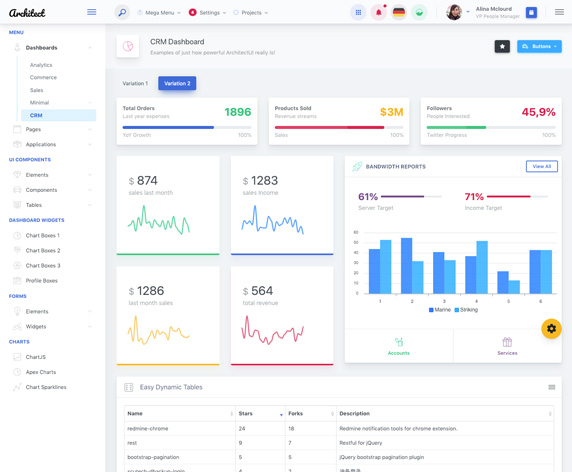 Architect
Mega Menu
Settings
Projects
Alina Mclourd
VP People Manager
MENU
Dashboards
Analytics
Commerce
Sales
Minimal
CRM
Pages
Applications
UI COMPONENTS
Elements
Components
Tables
DASHBOARD WIDGETS
Chart Boxes 1
Chart Boxes 2
Chart Boxes 3
Profile Boxes
FORMS
Elements
Widgets
CHARTS
ChartJS
Apex Charts
Chart Sparklines
CRM Dashboard
Examples of just how powerful ArchitectUI really is!
Buttons
Variation 1
Variation 2
Total Orders
Last year expenses
1896
YoY Growth
100%
Products Sold
Revenue streams
$3M
Sales
100%
Followers
People Interested
45,9%
Twitter Progress
100%
$ 874
sales last month
$ 1283
sales Income
$ 1286
last month sales
$ 564
total revenue
BANDWIDTH REPORTS
View All
61%
Server Target
71%
Income Target
60
50
40
30
20
10
0
1 2 3 4 5 6
Marine Striking
Accounts
Services
Easy Dynamic Tables
Name Stars Forks Description
redmine-chrome 24 18 Redmine notification tools for chrome extension.
rest 9 7 Restful for jQuery
bootstrap-pagination 5 5 jQuery bootstrap pagination plugin